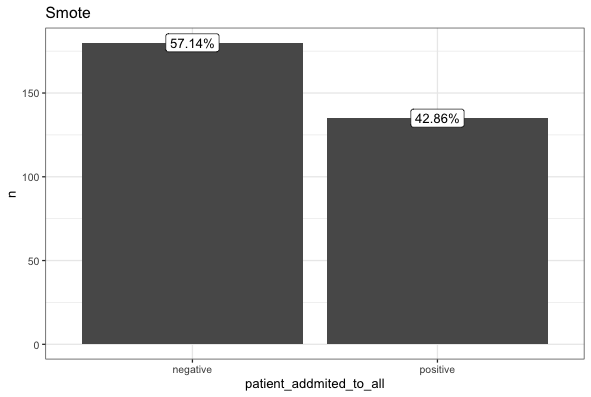 Smote
57.14%
42.86%
150
100
50
0
n
negative positive
patient_addmited_to_all